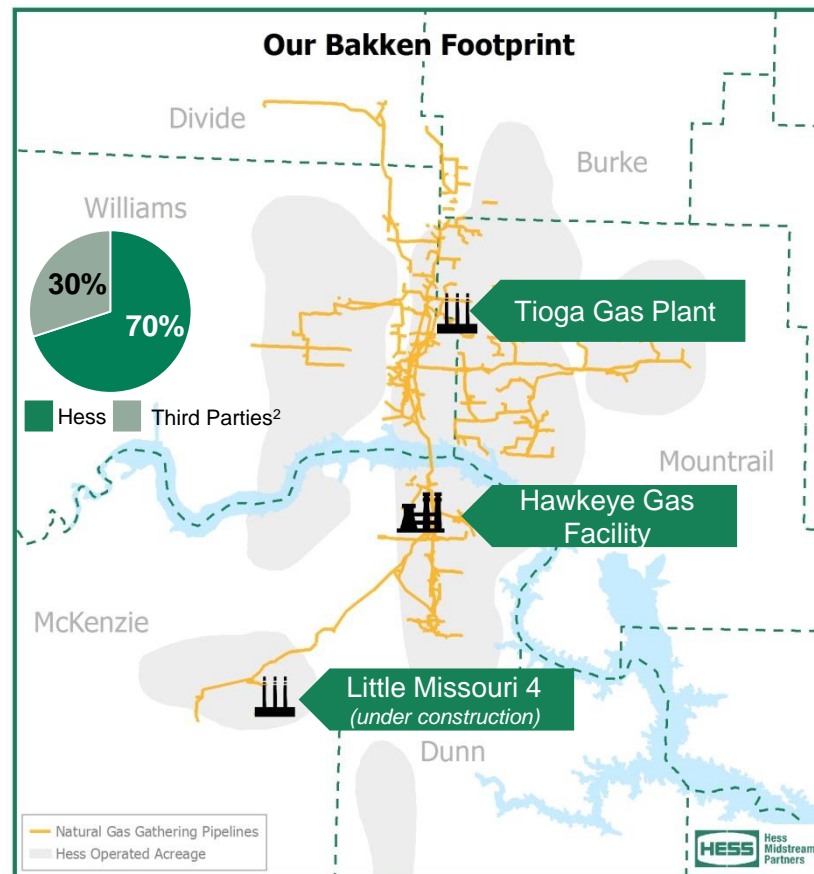 Our Bakken Footprint
Divide
Burke
Williams
30%
70%
Tioga Gas Plant
Hess
Third Parties²
Mountrail
Hawkeye Gas
Facility
McKenzie
Little Missouri 4
(under construction)
Dunn
Natural Gas Gathering Pipelines
Hess Operated Acreage
HESS
Hess
Midstream
Partners